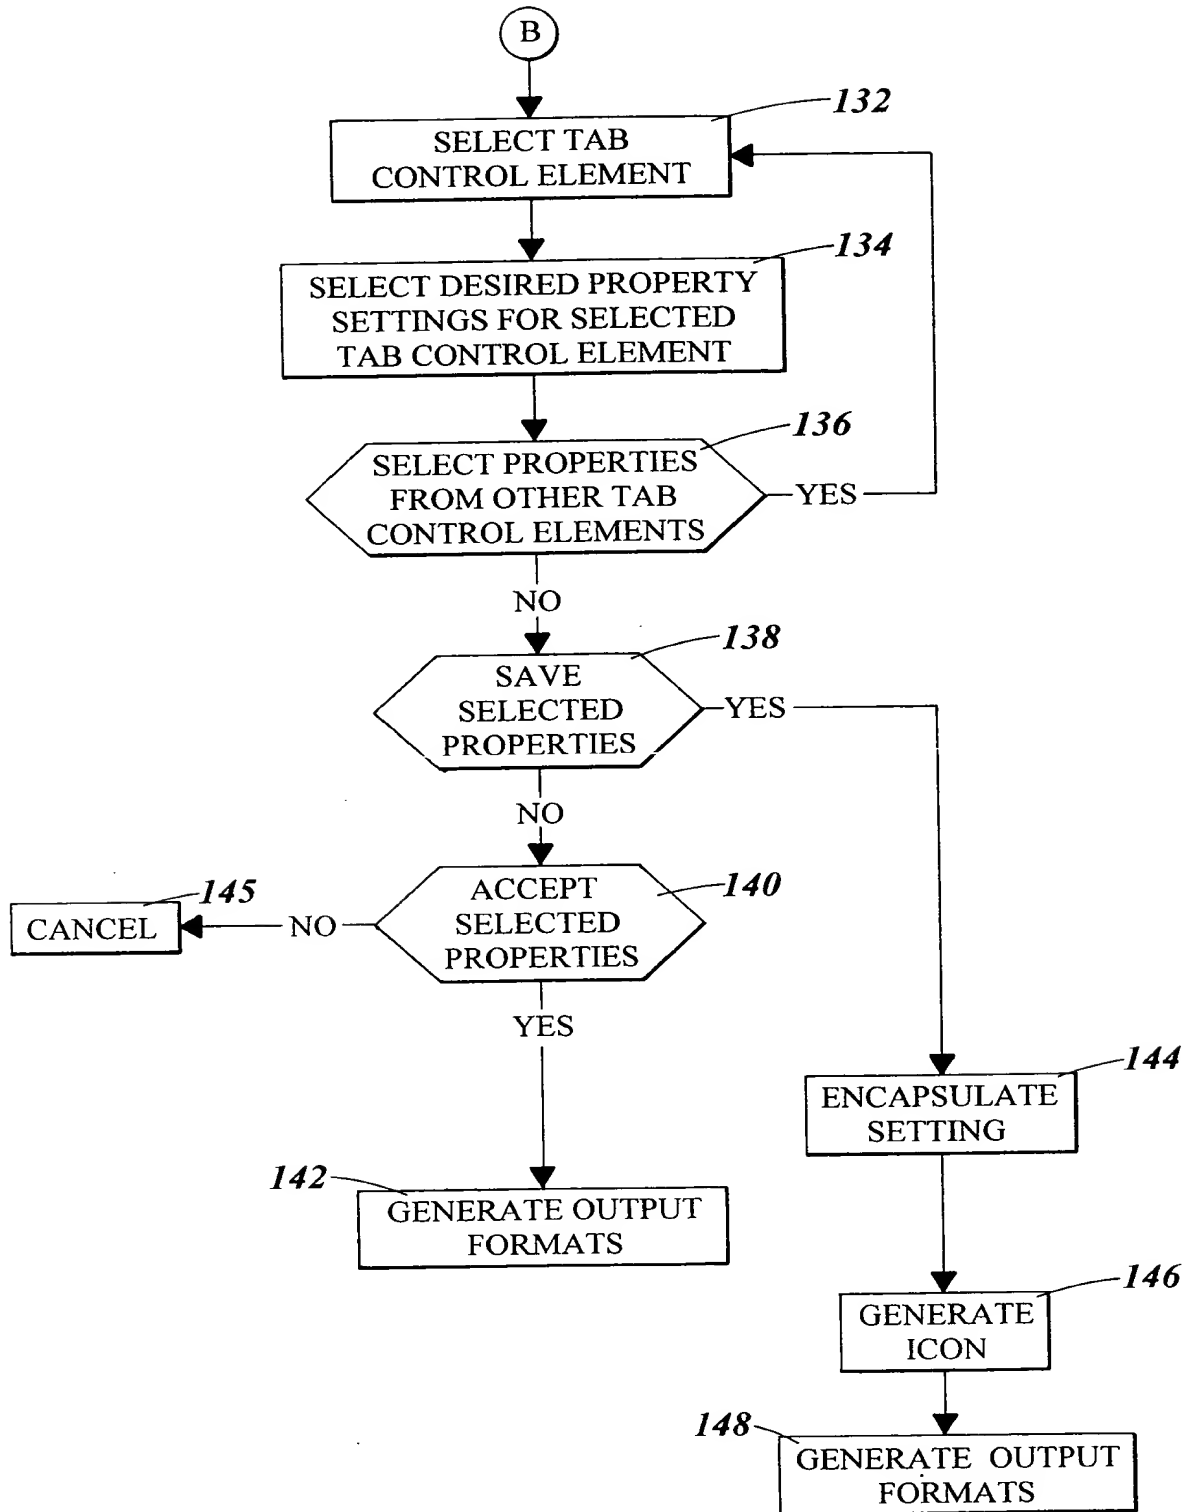 B
132
SELECT TAB
CONTROL ELEMENT
134
SELECT DESIRED PROPERTY
SETTINGS FOR SELECTED
TAB CONTROL ELEMENT
136
SELECT PROPERTIES
FROM OTHER TAB
CONTROL ELEMENTS
YES
NO
138
SAVE
SELECTED
PROPERTIES
YES
NO
140
ACCEPT
SELECTED
PROPERTIES
145
CANCEL
NO
YES
144
ENCAPSULATE
SETTING
142
GENERATE OUTPUT
FORMATS
146
GENERATE
ICON
148
GENERATE OUTPUT
FORMATS